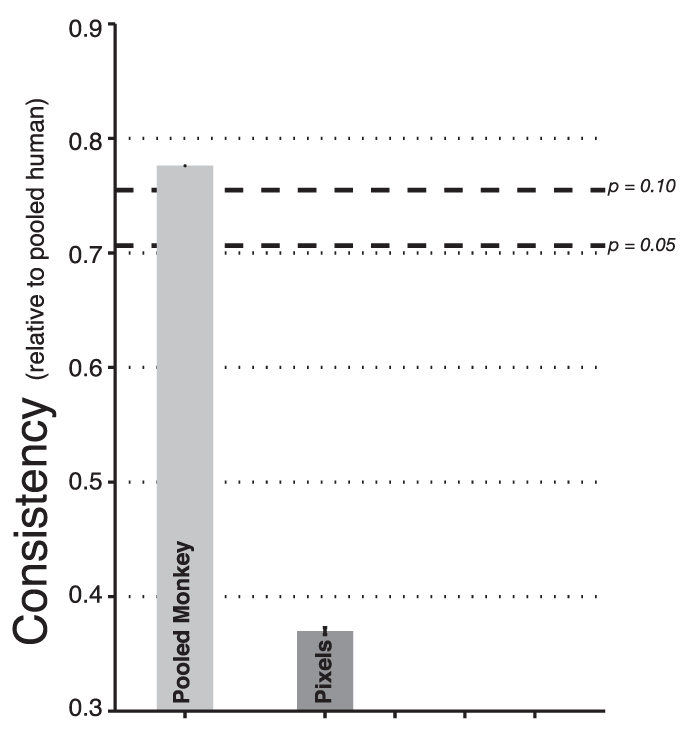 0.9
0.8
0.7
0.6
0.5
0.4
0.3
Consistency (relative to pooled human)
p = 0.10
p = 0.05
Pooled Monkey
Pixels